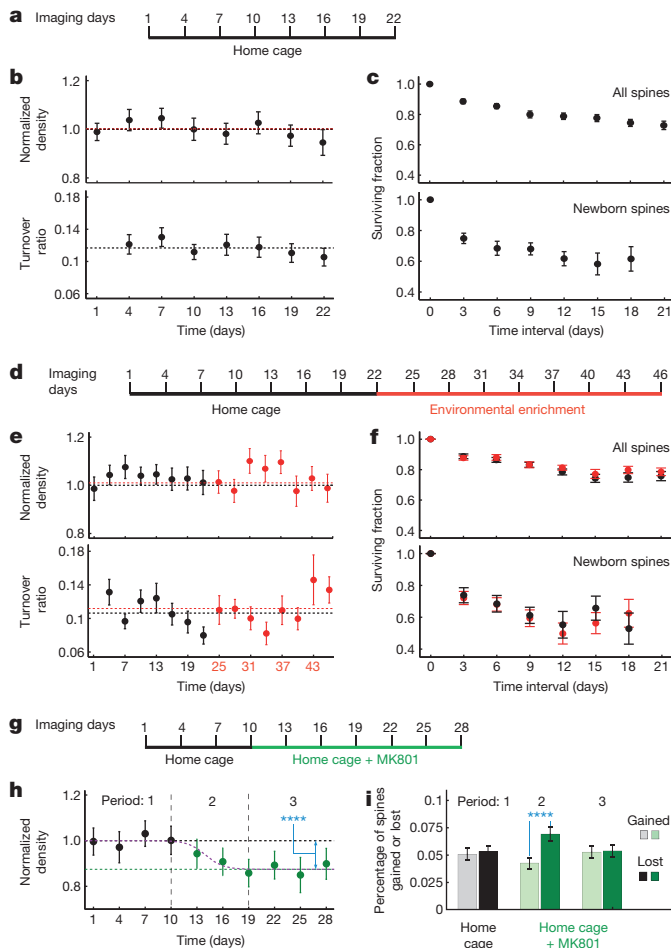 a Imaging days 1 4 7 10 13 16 19 22
Home cage
b
Normalized density
1.2
1.0
0.8
Turnover ratio
0.16
0.12
0.1
0.06
1 4 7 10 13 16 19 22
Time (days)
c
Surviving fraction
1.0
0.8
0.6
0.4
All spines
1.0
0.8
0.6
0.4
Newborn spines
0 3 6 9 12 15 18 21
Time interval (days)
d Imaging days 1 4 7 10 13 16 19 22 25 28 31 34 37 40 43 46
Home cage Environmental enrichment
e
Normalized density
1.2
1.0
0.8
Turnover ratio
0.16
0.12
0.1
0.06
1 7 13 19 25 31 37 43
Time (days)
f
Surviving fraction
1.0
0.8
0.6
0.4
All spines
1.0
0.8
0.6
0.4
Newborn spines
0 3 6 9 12 15 18 21
Time interval (days)
g Imaging days 1 4 7 10 13 16 19 22 25 28
Home cage Home cage + MK801
h
Normalized density
Period: 1 2 3
1.2
1.0
0.8
****
1 4 7 10 13 16 19 22 25 28
Time (days)
i
Percentage of spines gained or lost
0.1
0.075
0.05
0.025
0
Period: 1 2 3
****
Gained
Lost
Home cage
Home cage + MK801